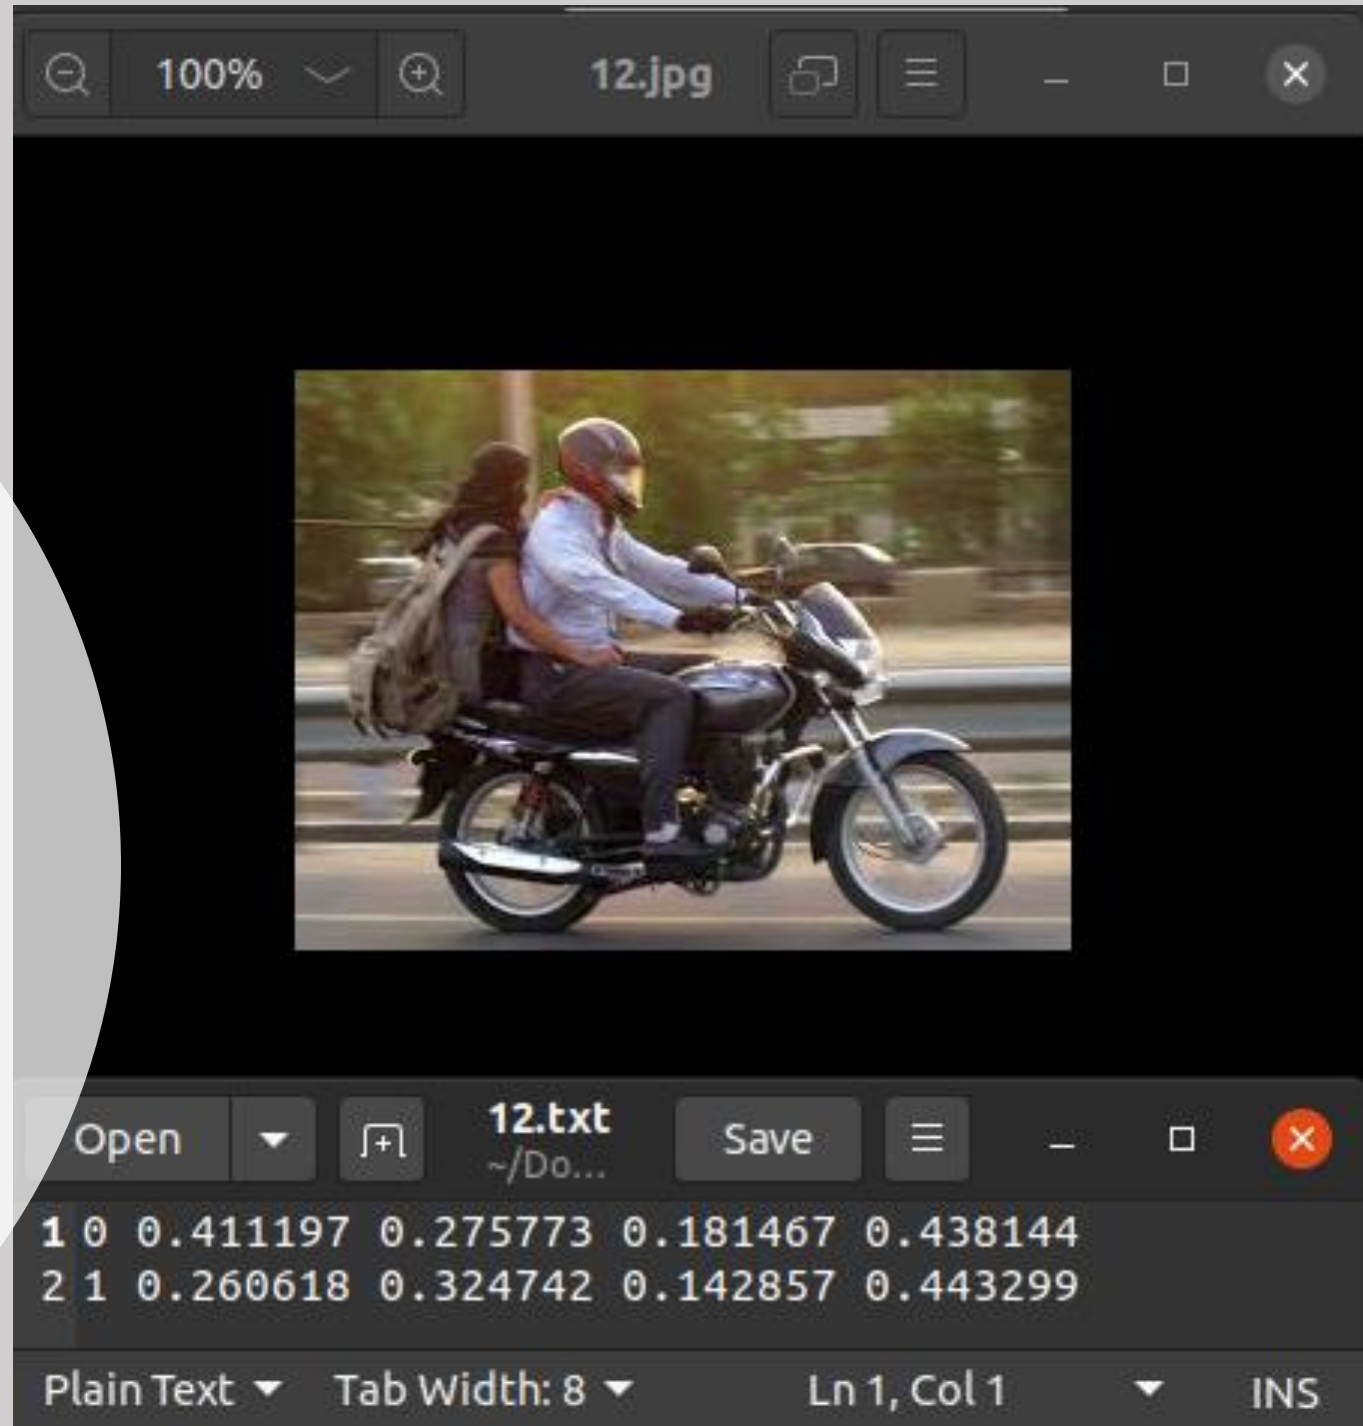 100% 12.jpg
Open 12.txt Save
~/Do...
1 0 0.411197 0.275773 0.181467 0.438144
2 1 0.260618 0.324742 0.142857 0.443299
Plain Text Tab Width: 8 Ln 1, Col 1 INS